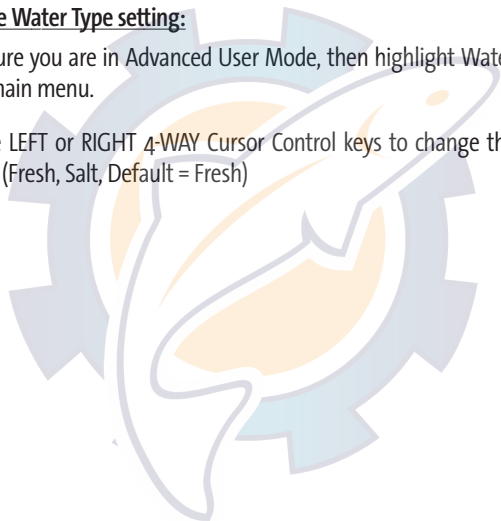 e Water Type setting:
ure you are in Advanced User Mode, then highlight Wate
nain menu.
e LEFT or RIGHT 4-WAY Cursor Control keys to change th
(Fresh, Salt, Default = Fresh)